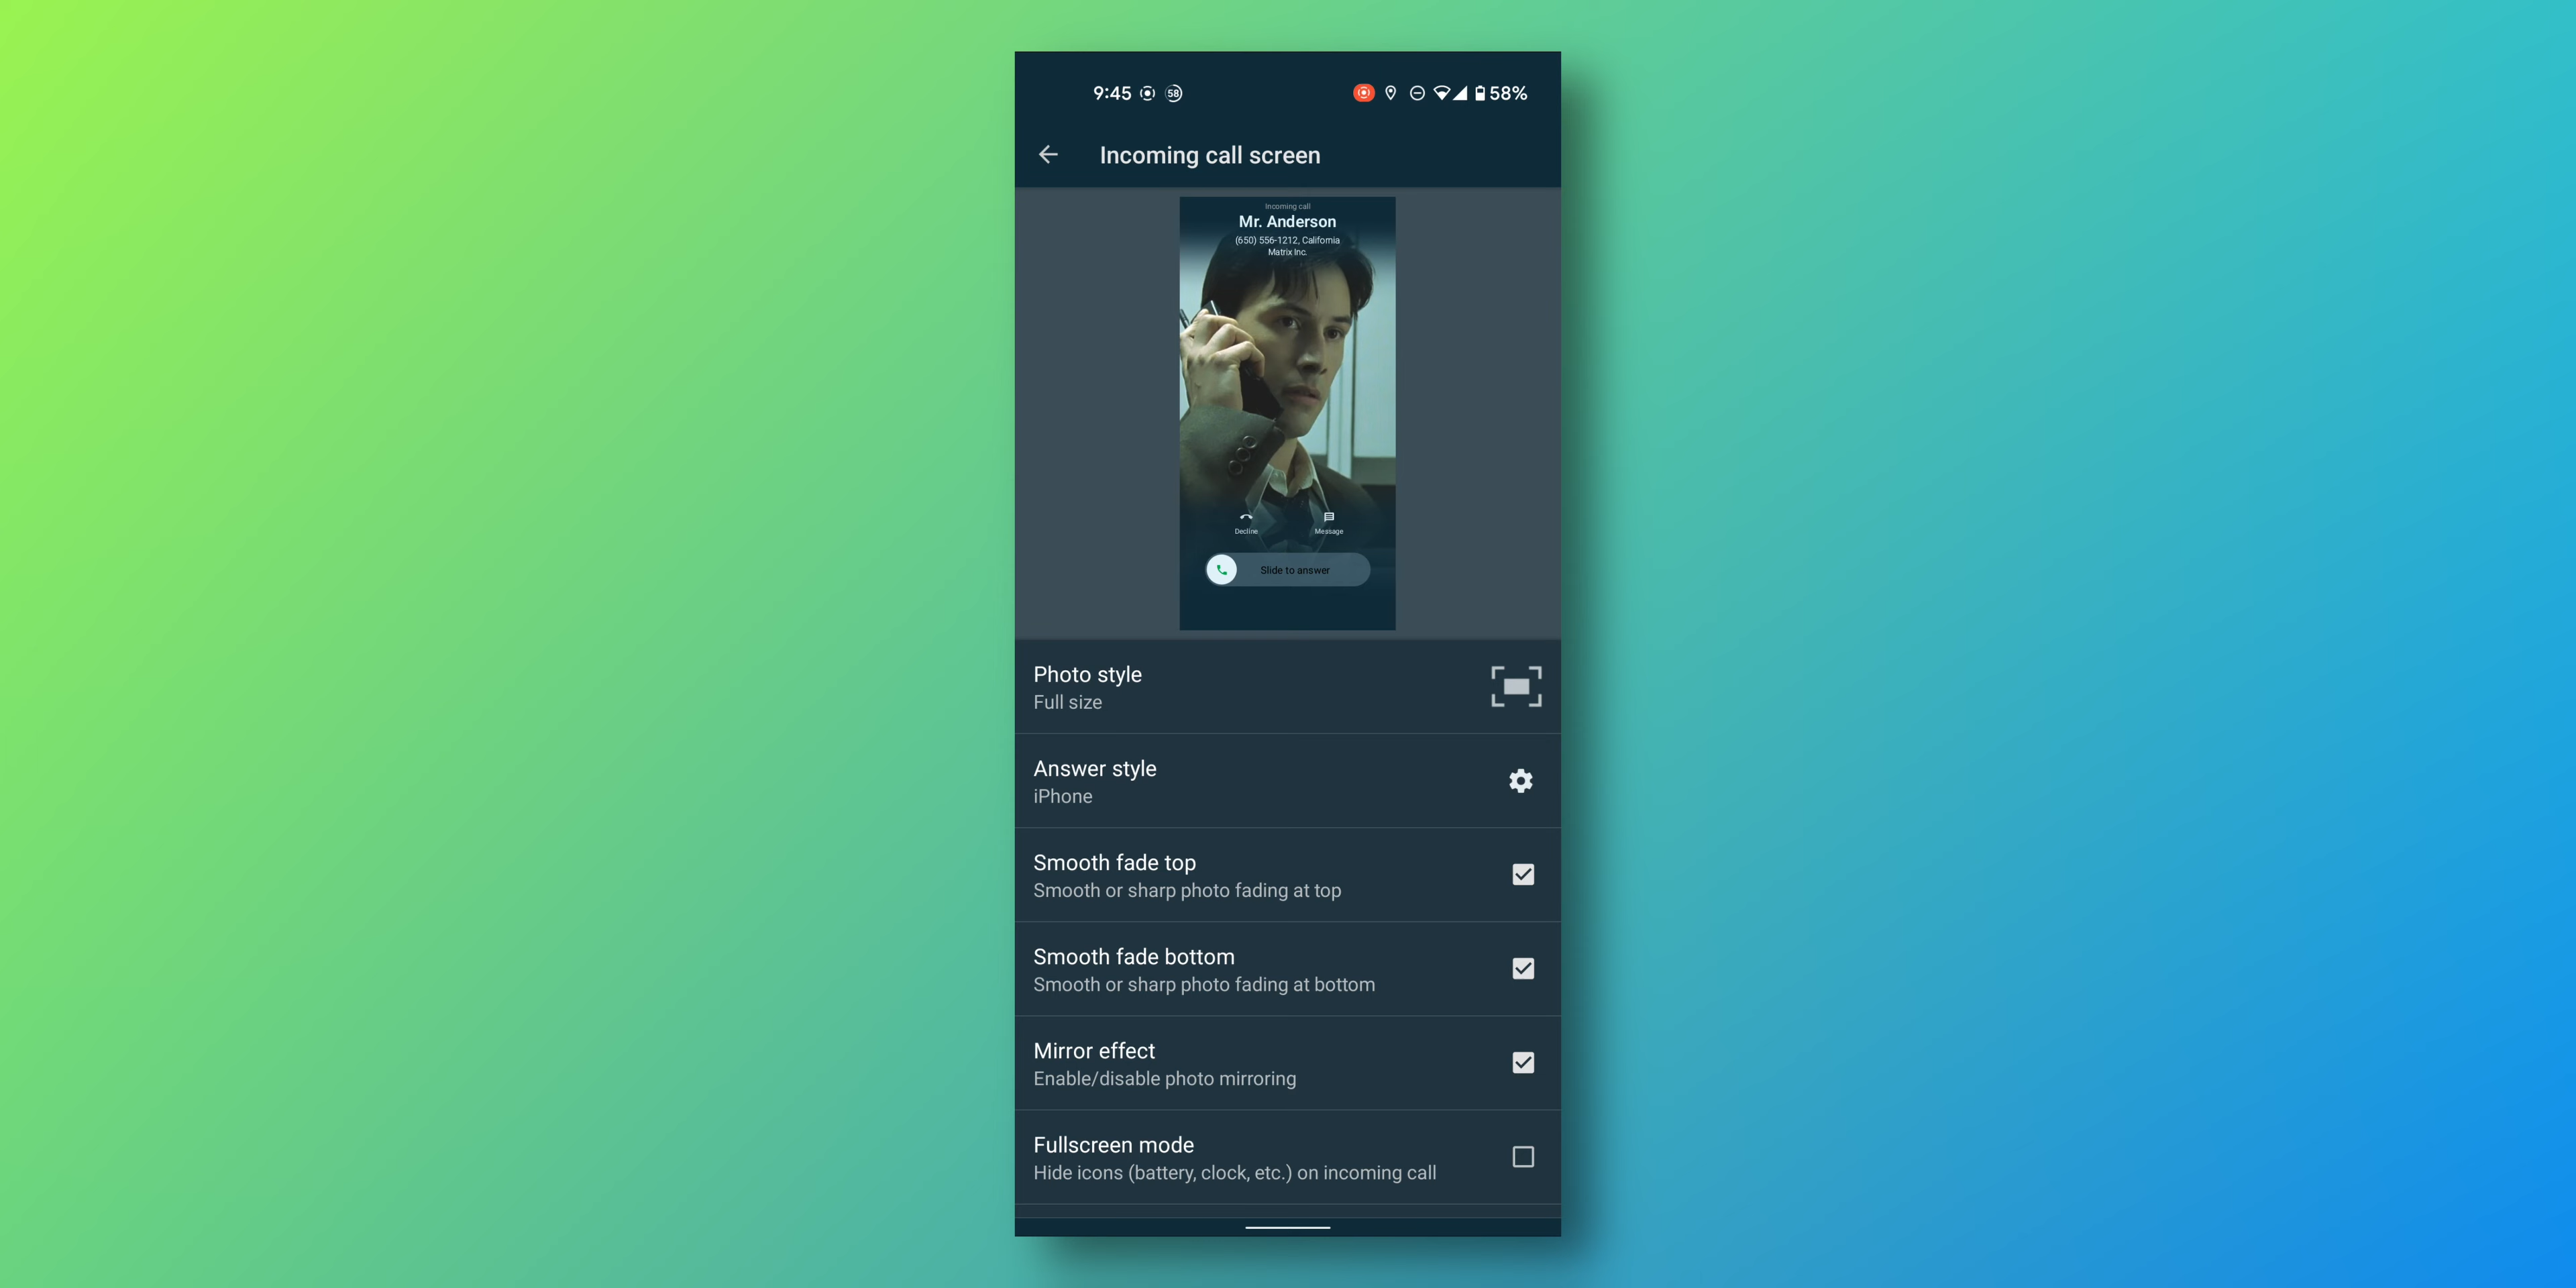 9:45 58 58%
Incoming call screen
Incoming call
Mr. Anderson
(650) 556-1212, California
Matrix Inc.
Decline Message
Slide to answer
Photo style
Full size
Answer style
iPhone
Smooth fade top
Smooth or sharp photo fading at top
Smooth fade bottom
Smooth or sharp photo fading at bottom
Mirror effect
Enable/disable photo mirroring
Fullscreen mode
Hide icons (battery, clock, etc.) on incoming call